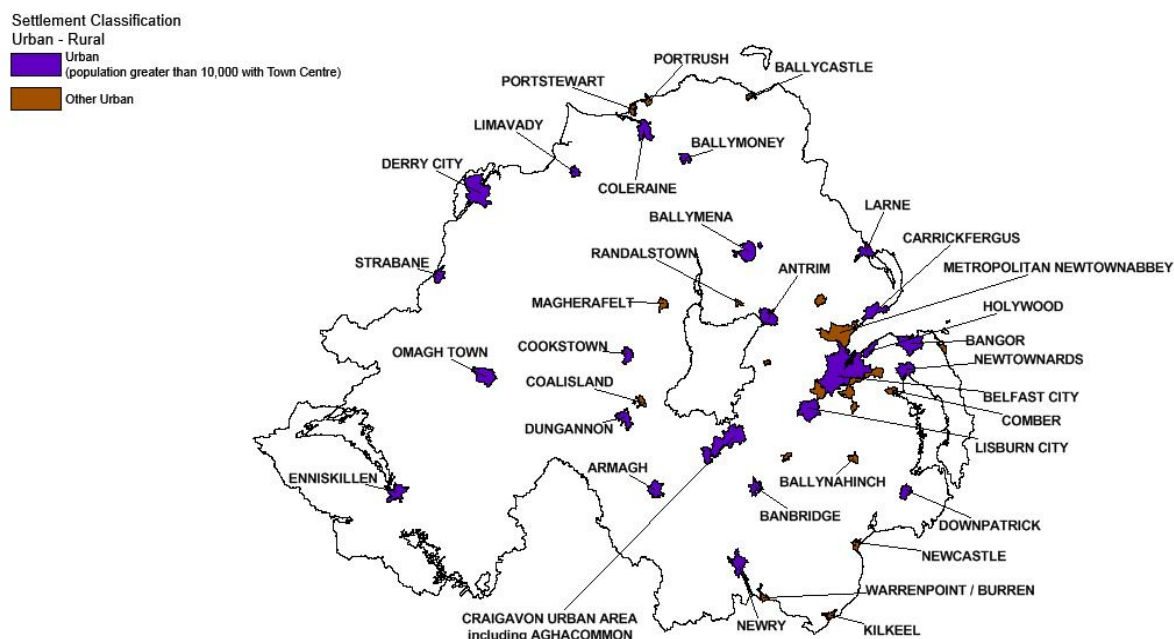 Settlement Classification
Urban - Rural
Urban
(population greater than 10,000 with Town Centre)
Other Urban
PORTRUSH
PORTSTEWART
BALLYCASTLE
LIMAVADY
BALLYMONEY
DERRY CITY
COLERAINE
LARNE
BALLYMENA
CARRICKFERGUS
RANDALSTOWN
STRABANE
METROPOLITAN NEWTOWNABBEY
ANTRIM
MAGHERAFELT
HOLYWOOD
BANGOR
COOKSTOWN
OMAGH TOWN
NEWTOWNARDS
COALISLAND
BELFAST CITY
COMBER
DUNGANNON
LISBURN CITY
ARMAGH
ENNISKILLEN
BALLYNAHINCH
BANBRIDGE
DOWNPATRICK
NEWCASTLE
WARRENPOINT / BURREN
CRAIGAVON URBAN AREA
including AGHACOMMON
NEWRY
KILKEEL